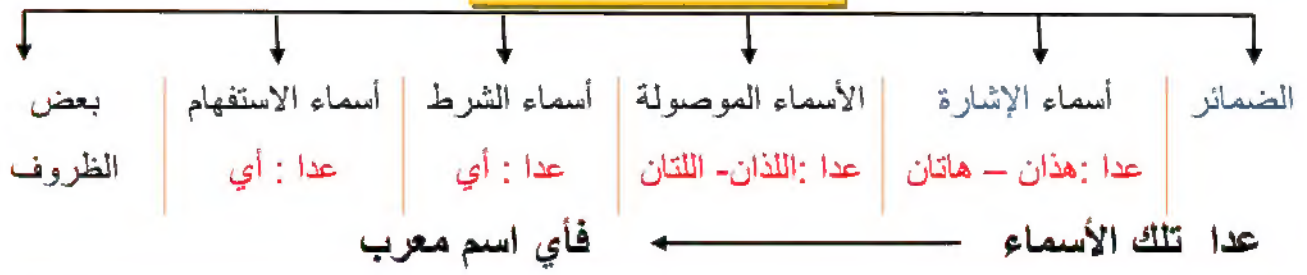 الضمائر
أسماء الإشارة
عدا :هذان – هاتان
الأسماء الموصولة
عدا :اللذان- اللتان
أسماء الشرط
عدا : أي
أسماء الاستفهام
عدا : أي
بعض
الظروف
عدا تلك الأسماء
فأي اسم معرب